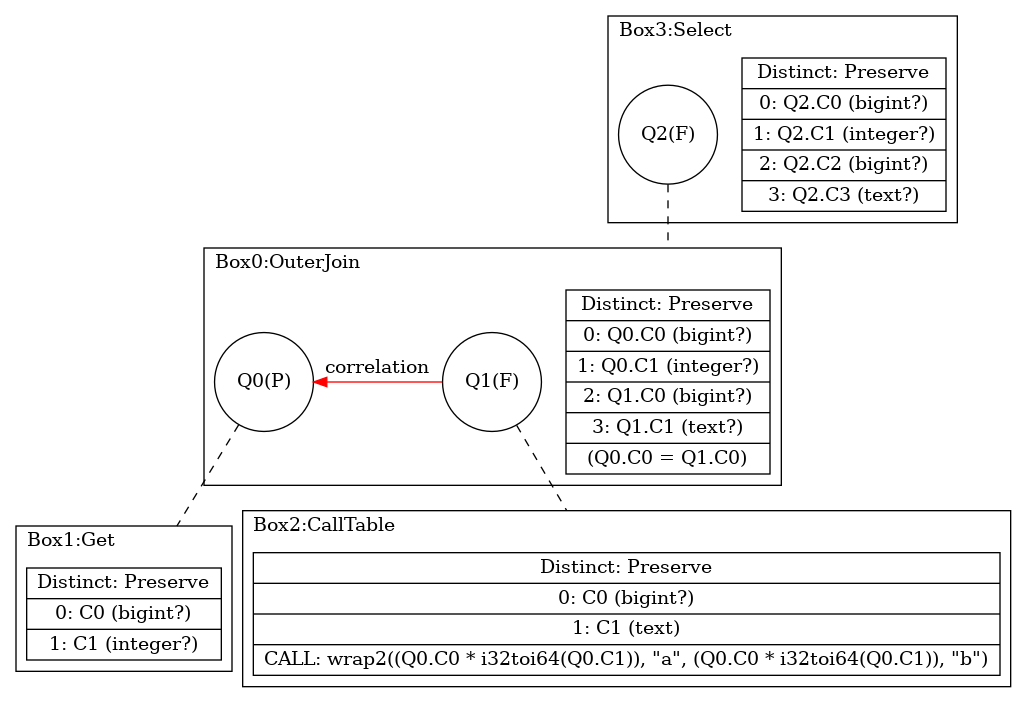 Box3:Select
Q2(F)
Distinct: Preserve
0: Q2.C0 (bigint?)
1: Q2.C1 (integer?)
2: Q2.C2 (bigint?)
3: Q2.C3 (text?)
Box0:OuterJoin
Q0(P)
correlation
Q1(F)
Distinct: Preserve
0: Q0.C0 (bigint?)
1: Q0.C1 (integer?)
2: Q1.C0 (bigint?)
3: Q1.C1 (text?)
(Q0.C0 = Q1.C0)
Box1:Get
Distinct: Preserve
0: C0 (bigint?)
1: C1 (integer?)
Box2:CallTable
Distinct: Preserve
0: C0 (bigint?)
1: C1 (text)
CALL: wrap2((Q0.C0 * i32toi64(Q0.C1)), "a", (Q0.C0 * i32toi64(Q0.C1)), "b")